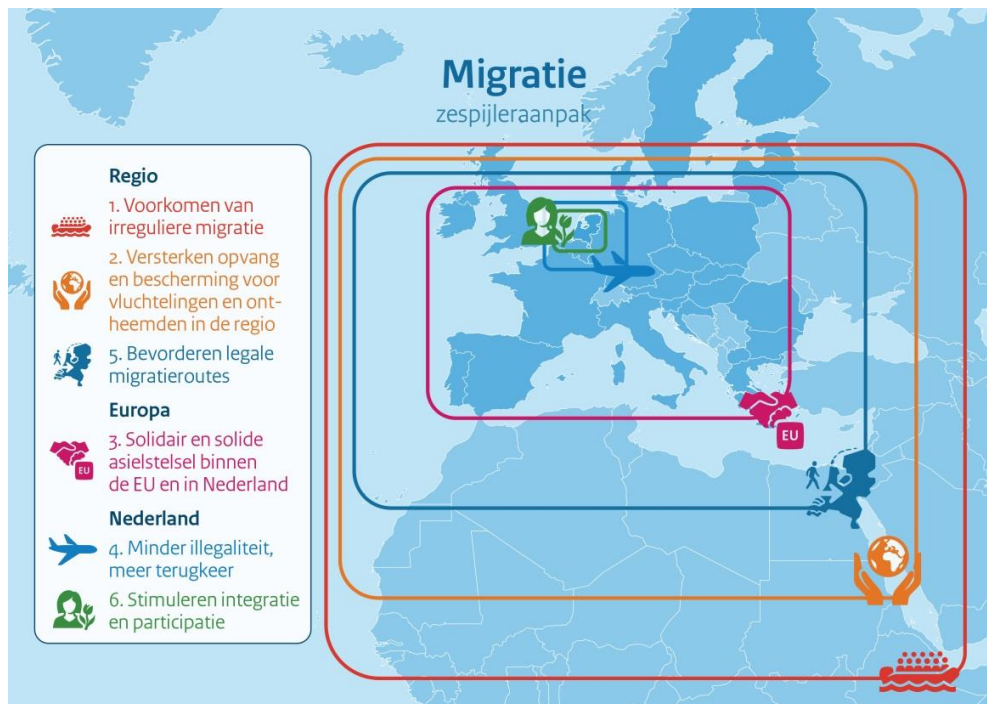 Migratie
zespijleraanpak
Regio
1. Voorkomen van
irreguliere migratie
2. Versterken opvang
en bescherming voor
vluchtelingen en ont-
heemden in de regio
5. Bevorderen legale
migratieroutes
Europa
3. Solidair en solide
asielstelsel binnen
de EU en in Nederland
EU
Nederland
4. Minder illegaliteit,
meer terugkeer
6. Stimuleren integratie
en participatie
EU